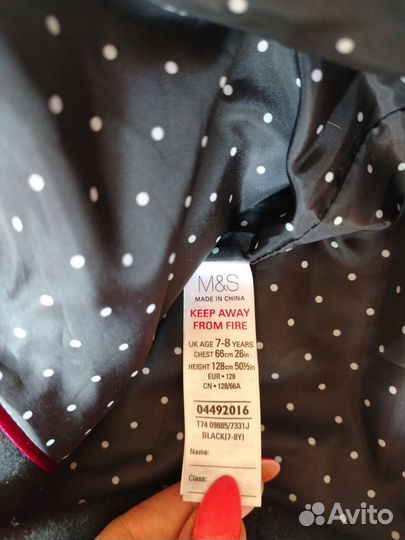 M&S
MADE IN CHINA
KEEP AWAY
FROM FIRE
UK AGE 7-8 YEARS
CHEST 66cm 26in
HEIGHT 128cm 50½in
EUR • 128
CN • 128/66A
04492016
T74 09885/7331J
BLACK(7-8Y)
Name:
Class:
Avito